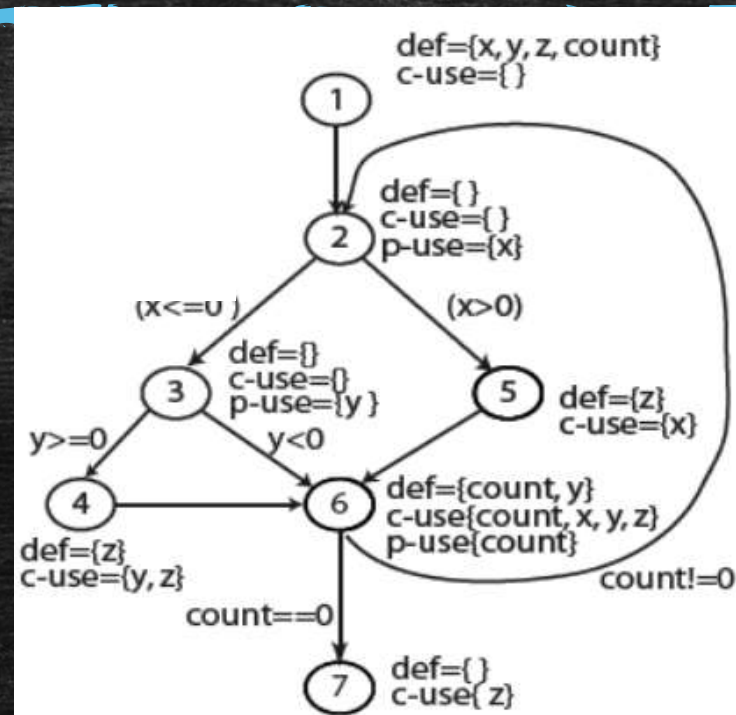 def={x, y, z, count}
c-use={ }
1
def={ }
c-use={ }
2
p-use={x}
(x<=0 )
(x>0)
def={}
c-use={}
3
p-use={y }
5
def={z}
c-use={x}
y>=0
y<0
4
6
def={count, y}
c-use{count, x, y, z}
p-use{count}
def={z}
c-use={y, z}
count!=0
count==0
7
def={ }
c-use{ z}